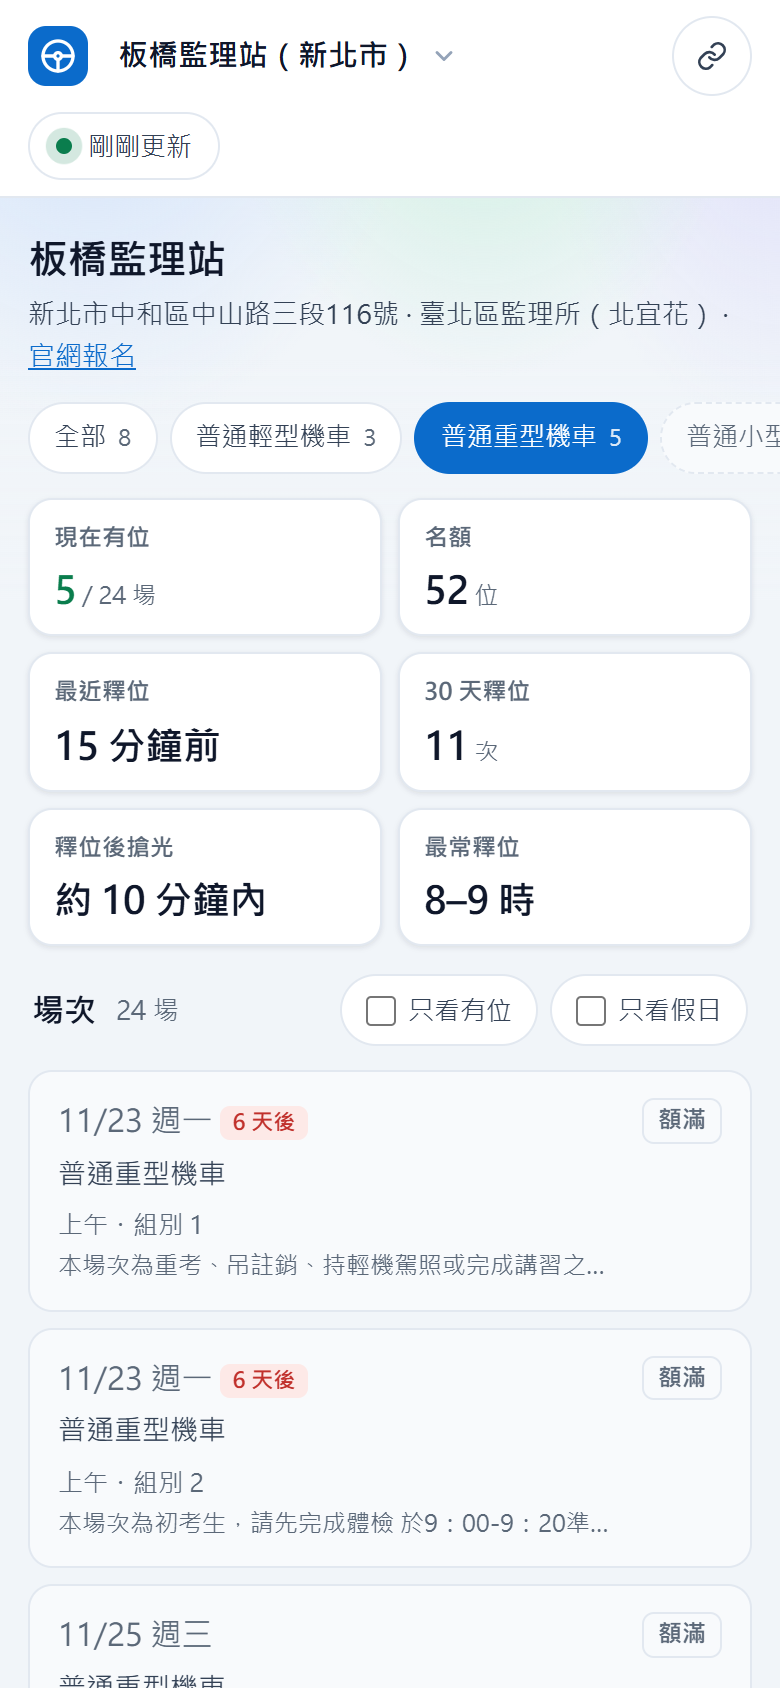 板橋監理站（新北市）
剛剛更新
板橋監理站
新北市中和區中山路三段116號 · 臺北區監理所（北宜花） ·
官網報名
全部 8
普通輕型機車 3
普通重型機車 5
普通小型
現在有位
5 / 24 場
名額
52 位
最近釋位
15 分鐘前
30 天釋位
11 次
釋位後搶光
約 10 分鐘內
最常釋位
8–9 時
場次 24 場
只看有位
只看假日
11/23 週一 6 天後
額滿
普通重型機車
上午 · 組別 1
本場次為重考、吊註銷、持輕機駕照或完成講習之...
11/23 週一 6 天後
額滿
普通重型機車
上午 · 組別 2
本場次為初考生，請先完成體檢 於9：00-9：20準...
11/25 週三
額滿
普通重型機車